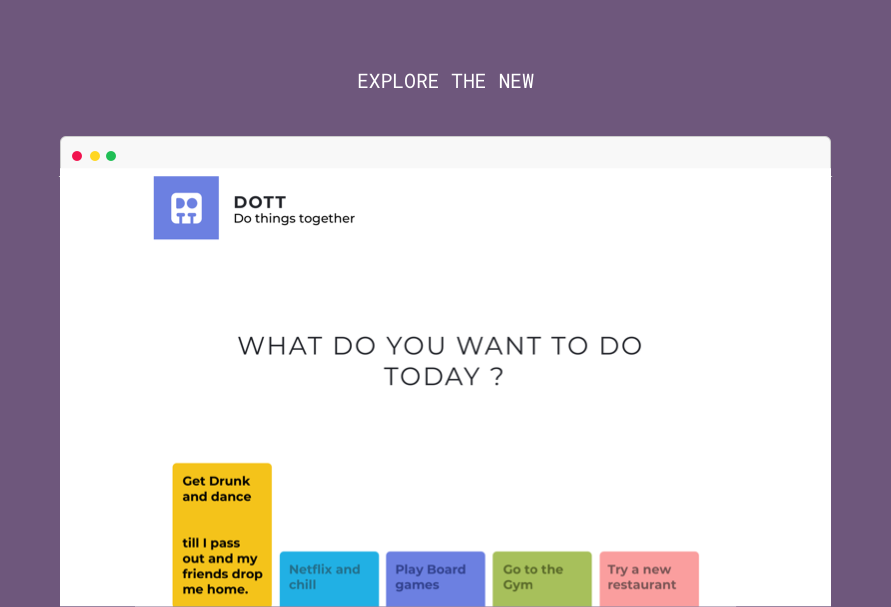 EXPLORE THE NEW
DOTT
Do things together
WHAT DO YOU WANT TO DO
TODAY ?
Get Drunk
and dance
till I pass
out and my
friends drop
me home.
Netflix and
chill
Play Board
games
Go to the
Gym
Try a new
restaurant